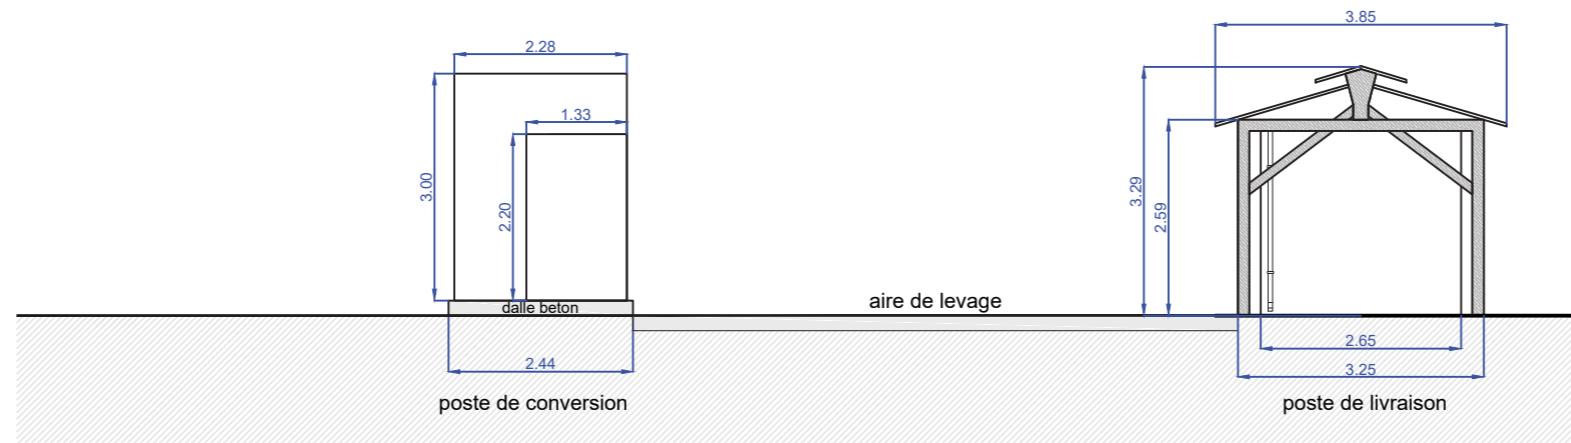 3.85
2.28
1.33
3.00
2.20
3.29
2.59
aire de levage
dalle beton
2.65
2.44
3.25
poste de conversion
poste de livraison